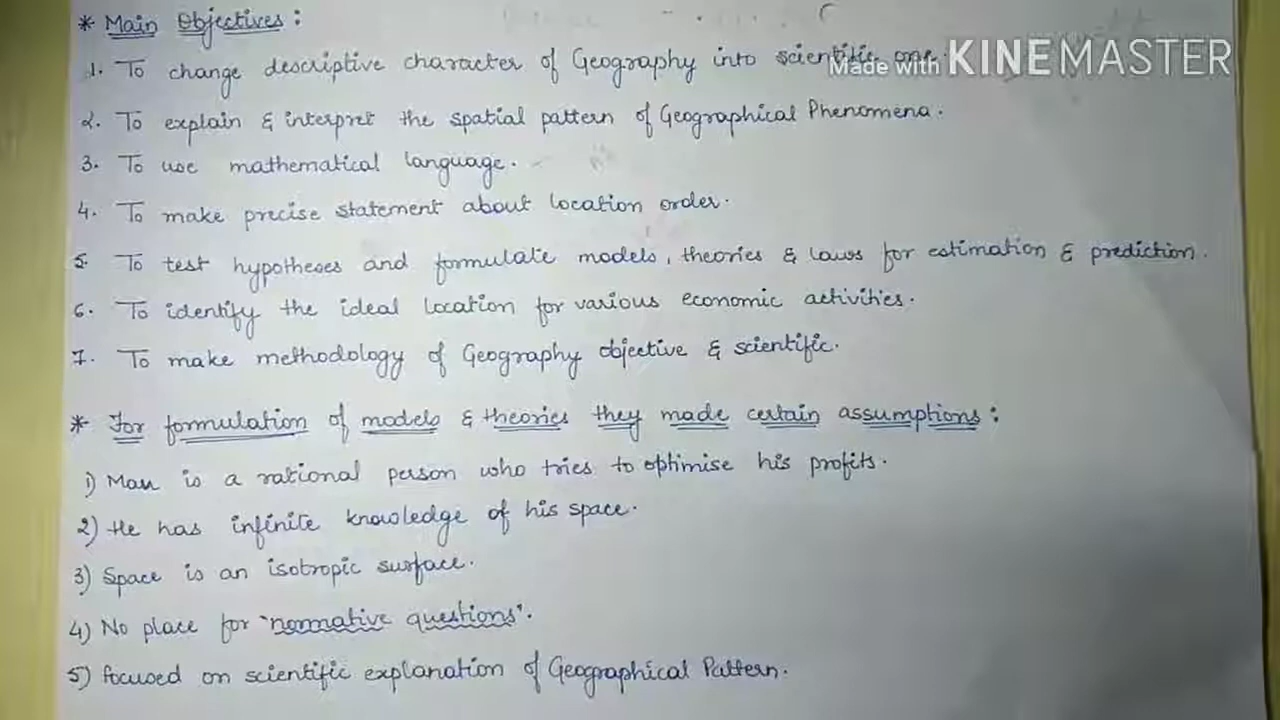 * Main Objectives :
1. To change descriptive character of Geography into scientific one.
Made with KINEMASTER
2. To explain & interpret the spatial pattern of Geographical Phenomena.
3. To use mathematical language.
4. To make precise statement about location order.
5. To test hypotheses and formulate models, theories & laws for estimation & prediction.
6. To identify the ideal location for various economic activities.
7. To make methodology of Geography objective & scientific.
* For formulation of models & theories they made certain assumptions :
1) Man is a rational person who tries to optimise his profits.
2) He has infinite knowledge of his space.
3) Space is an isotropic surface.
4) No place for "normative questions".
5) focused on scientific explanation of Geographical Pattern.